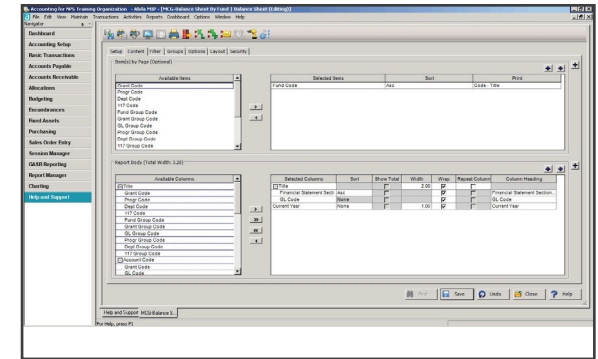 Accounting for NPS Training Organization - Abila MIP - [MCG-Balance Sheet By Fund ] Balance Sheet (Editing)]
File Edit View Maintain Transactions Activities Reports Dashboard Options Window Help
Navigator
Dashboard
Accounting Setup
Basic Transactions
Accounts Payable
Accounts Receivable
Allocations
Budgeting
Encumbrances
Fixed Assets
Purchasing
Sales Order Entry
Session Manager
GASB Reporting
Report Manager
Charting
Help and Support
Setup Content Filter Groups Options Layout Security
Item(s) by Page (Optional)
Available Items
Grant Code
Progr Code
Dept Code
117 Code
Fund Group Code
Grant Group Code
GL Group Code
Progr Group Code
Dept Group Code
117 Group Code
Selected Items Sort Print
Fund Code Asc Code - Title
Report Body (Total Width: 3.20)
Available Columns
Title
Grant Code
Progr Code
Dept Code
117 Code
Fund Group Code
Grant Group Code
GL Group Code
Progr Group Code
Dept Group Code
117 Group Code
Account Code
Grant Code
GL Code
Selected Columns Sort Show Total Width Wrap Repeat Column Column Heading
Title 2.00
Financial Statement Secti Asc Financial Statement Section...
GL Code None GL Code
Current Year None 1.00 Current Year
Save Undo Close Help
Help and Support MCG-Balance S...
For Help, press F1